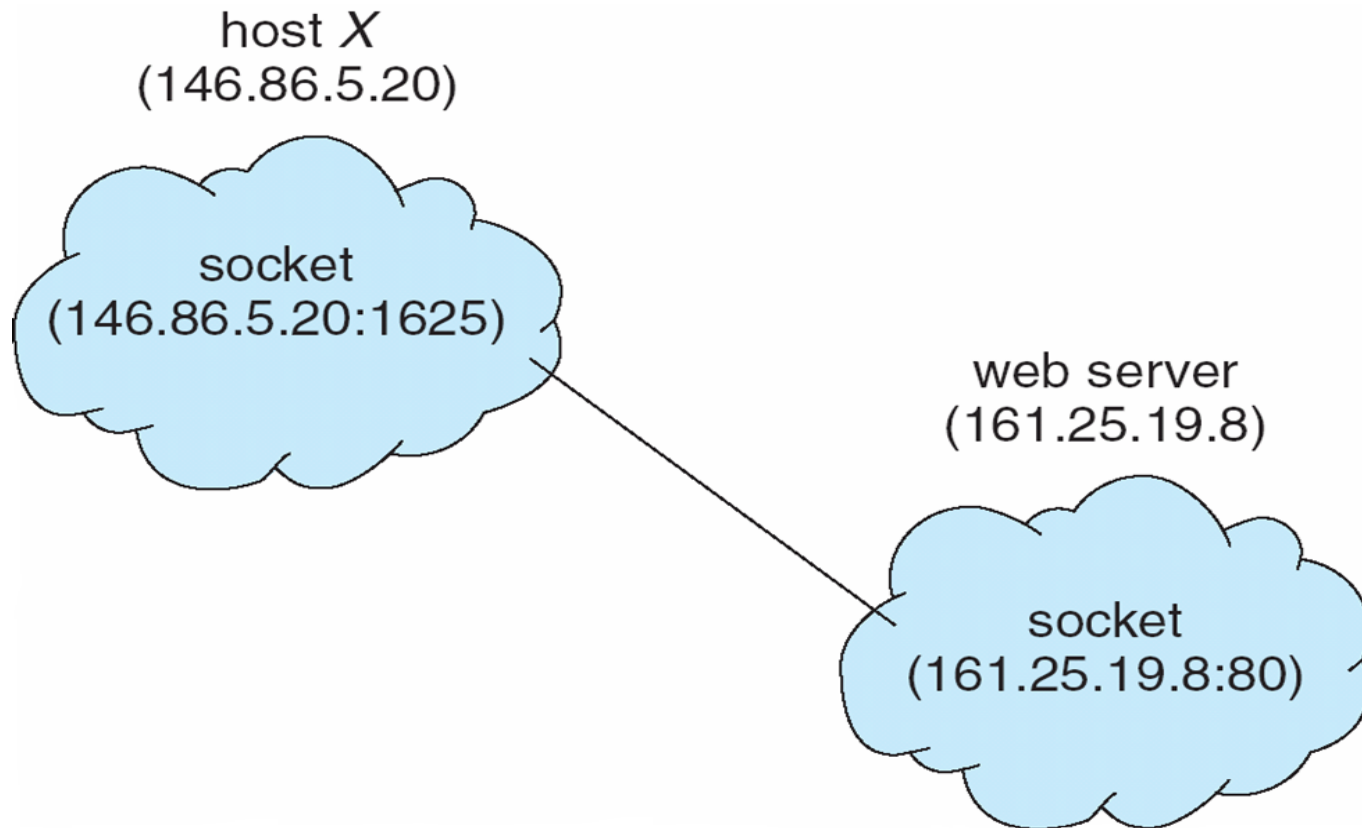 host X
(146.86.5.20)
socket
(146.86.5.20:1625)
web server
(161.25.19.8)
socket
(161.25.19.8:80)